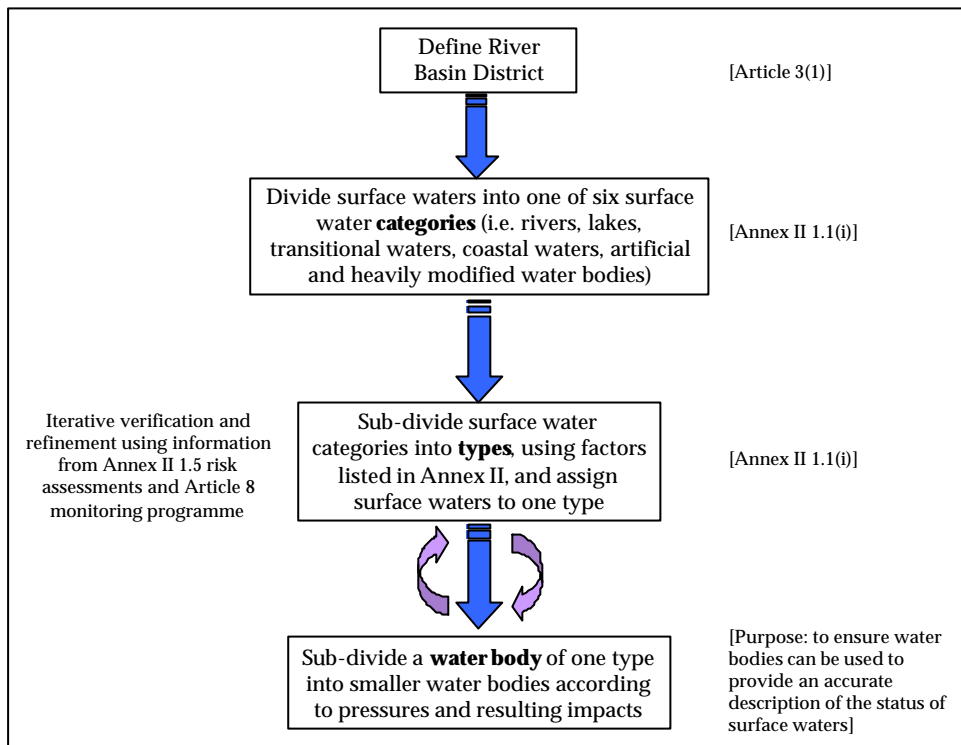 Define River
Basin District
[Article 3(1)]
Divide surface waters into one of six surface
water categories (i.e. rivers, lakes,
transitional waters, coastal waters, artificial
and heavily modified water bodies)
[Annex II 1.1(i)]
Iterative verification and
refinement using information
from Annex II 1.5 risk
assessments and Article 8
monitoring programme
Sub-divide surface water
categories into types, using factors
listed in Annex II, and assign
surface waters to one type
[Annex II 1.1(i)]
Sub-divide a water body of one type
into smaller water bodies according
to pressures and resulting impacts
[Purpose: to ensure water
bodies can be used to
provide an accurate
description of the status of
surface waters]